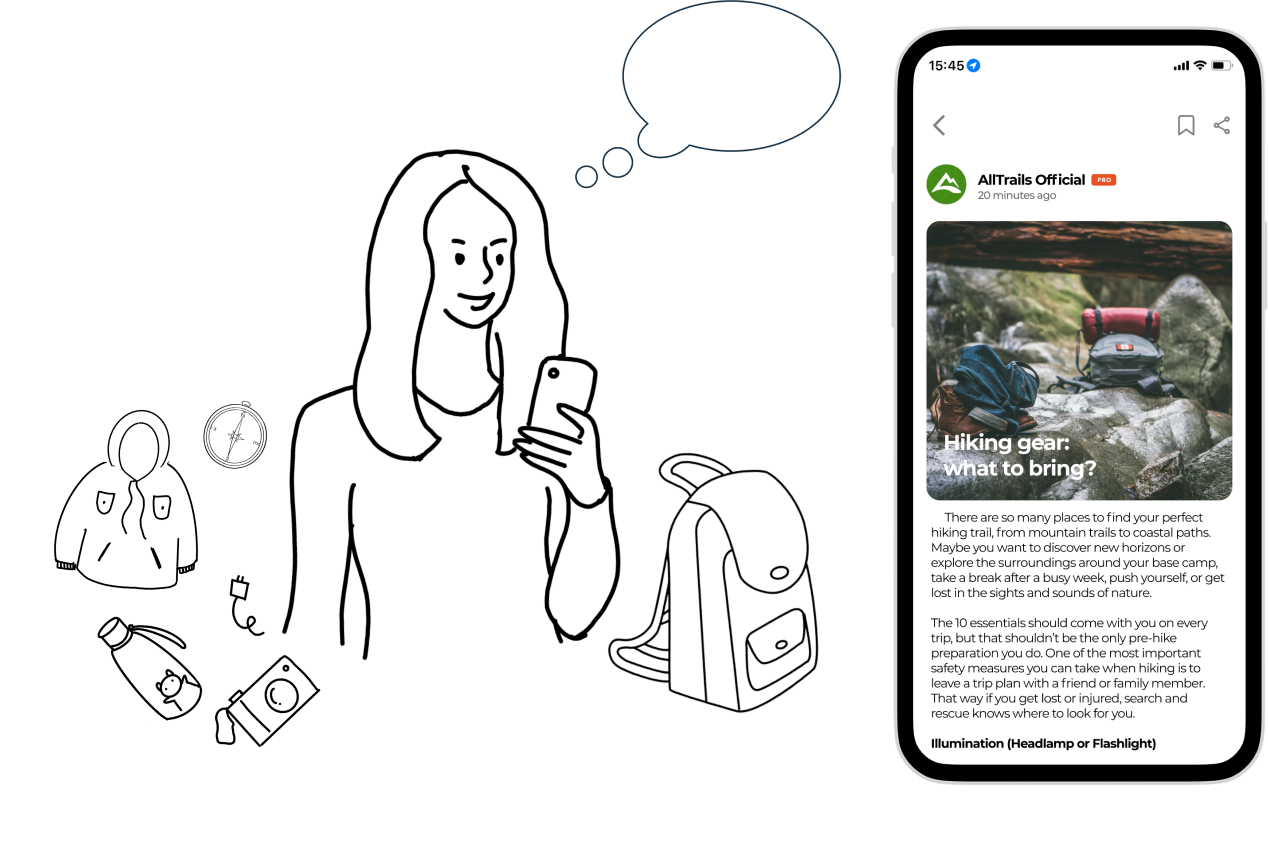 15:45
AllTrails Official PRO
20 minutes ago
Hiking gear:
what to bring?
There are so many places to find your perfect
hiking trail, from mountain trails to coastal paths.
Maybe you want to discover new horizons or
explore the surroundings around your base camp,
take a break after a busy week, push yourself, or get
lost in the sights and sounds of nature.
The 10 essentials should come with you on every
trip, but that shouldn't be the only pre-hike
preparation you do. One of the most important
safety measures you can take when hiking is to
leave a trip plan with a friend or family member.
That way if you get lost or injured, search and
rescue knows where to look for you.
Illumination (Headlamp or Flashlight)